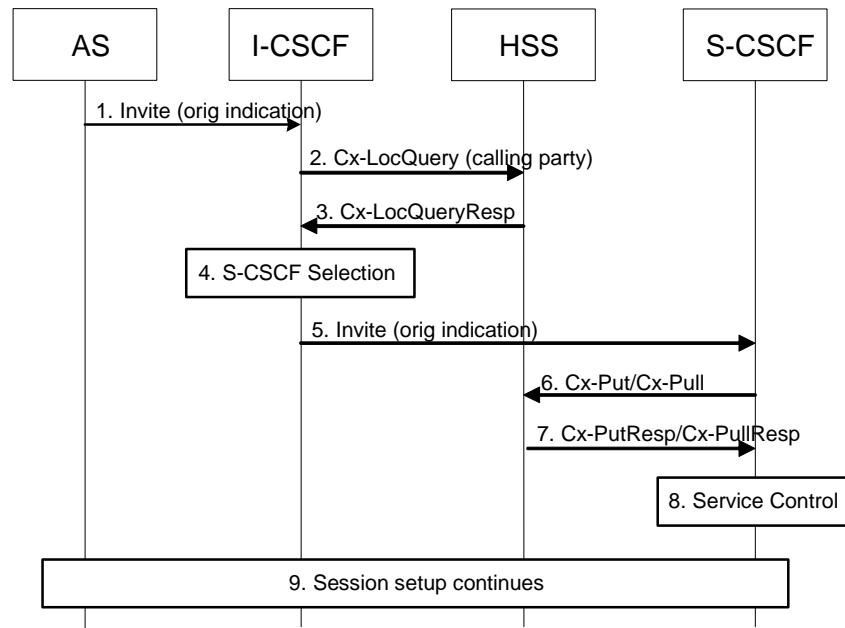 AS I-CSCF HSS S-CSCF
1. Invite (orig indication)
2. Cx-LocQuery (calling party)
3. Cx-LocQueryResp
4. S-CSCF Selection
5. Invite (orig indication)
6. Cx-Put/Cx-Pull
7. Cx-PutResp/Cx-PullResp
8. Service Control
9. Session setup continues